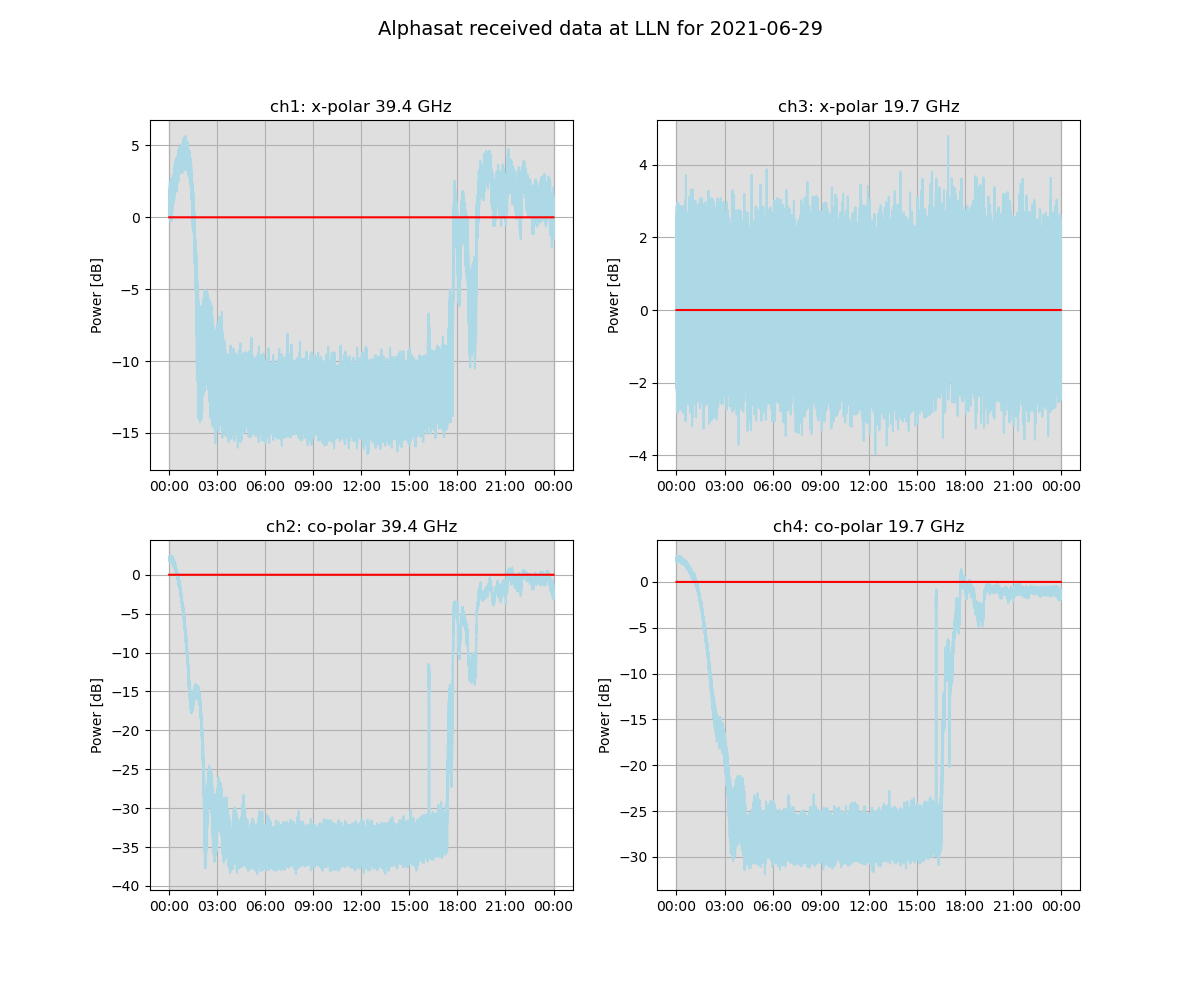 Alphasat received data at LLN for 2021-06-29
ch1: x-polar 39.4 GHz
Power [dB]
5
0
−5
−10
−15
00:00 03:00 06:00 09:00 12:00 15:00 18:00 21:00 00:00
ch3: x-polar 19.7 GHz
Power [dB]
4
2
0
−2
−4
00:00 03:00 06:00 09:00 12:00 15:00 18:00 21:00 00:00
ch2: co-polar 39.4 GHz
Power [dB]
0
−5
−10
−15
−20
−25
−30
−35
−40
00:00 03:00 06:00 09:00 12:00 15:00 18:00 21:00 00:00
ch4: co-polar 19.7 GHz
Power [dB]
0
−5
−10
−15
−20
−25
−30
00:00 03:00 06:00 09:00 12:00 15:00 18:00 21:00 00:00